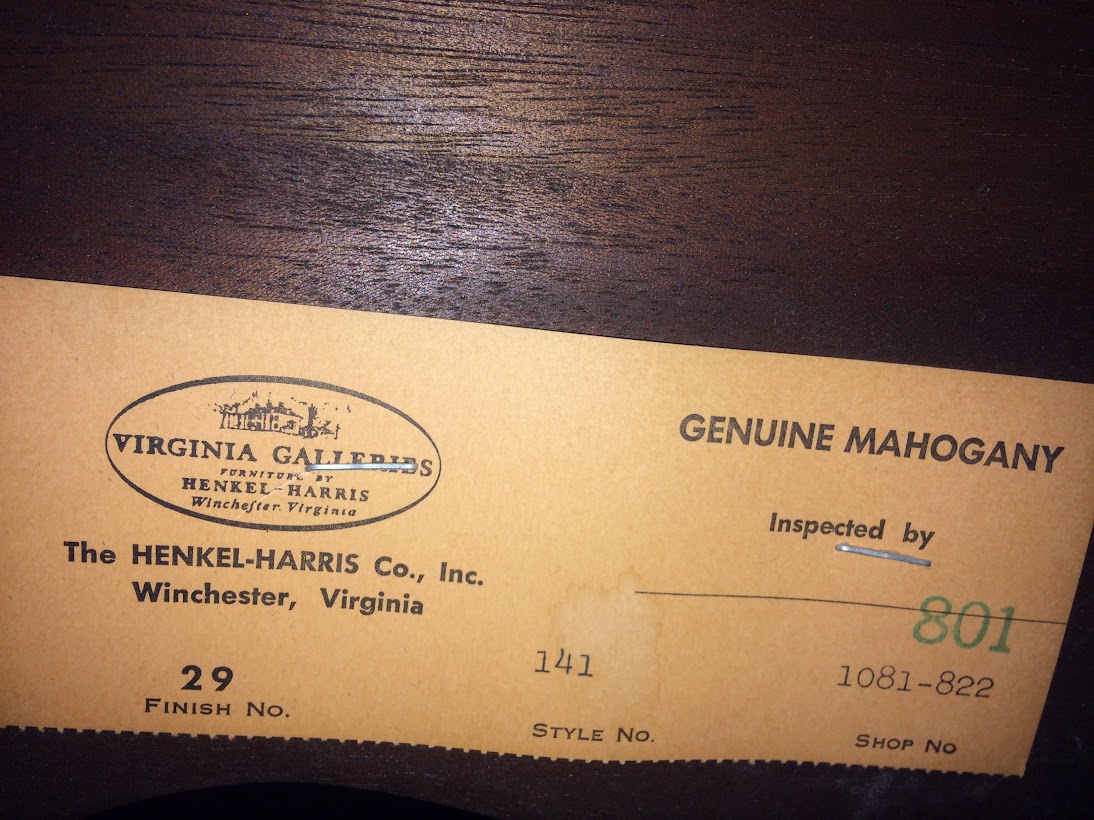 VIRGINIA GALLERIES
FURNITURE BY
HENKEL-HARRIS
Winchester, Virginia
The HENKEL-HARRIS Co., Inc.
Winchester, Virginia
29
FINISH NO.
141
STYLE NO.
GENUINE MAHOGANY
Inspected by
801
1081-822
SHOP NO